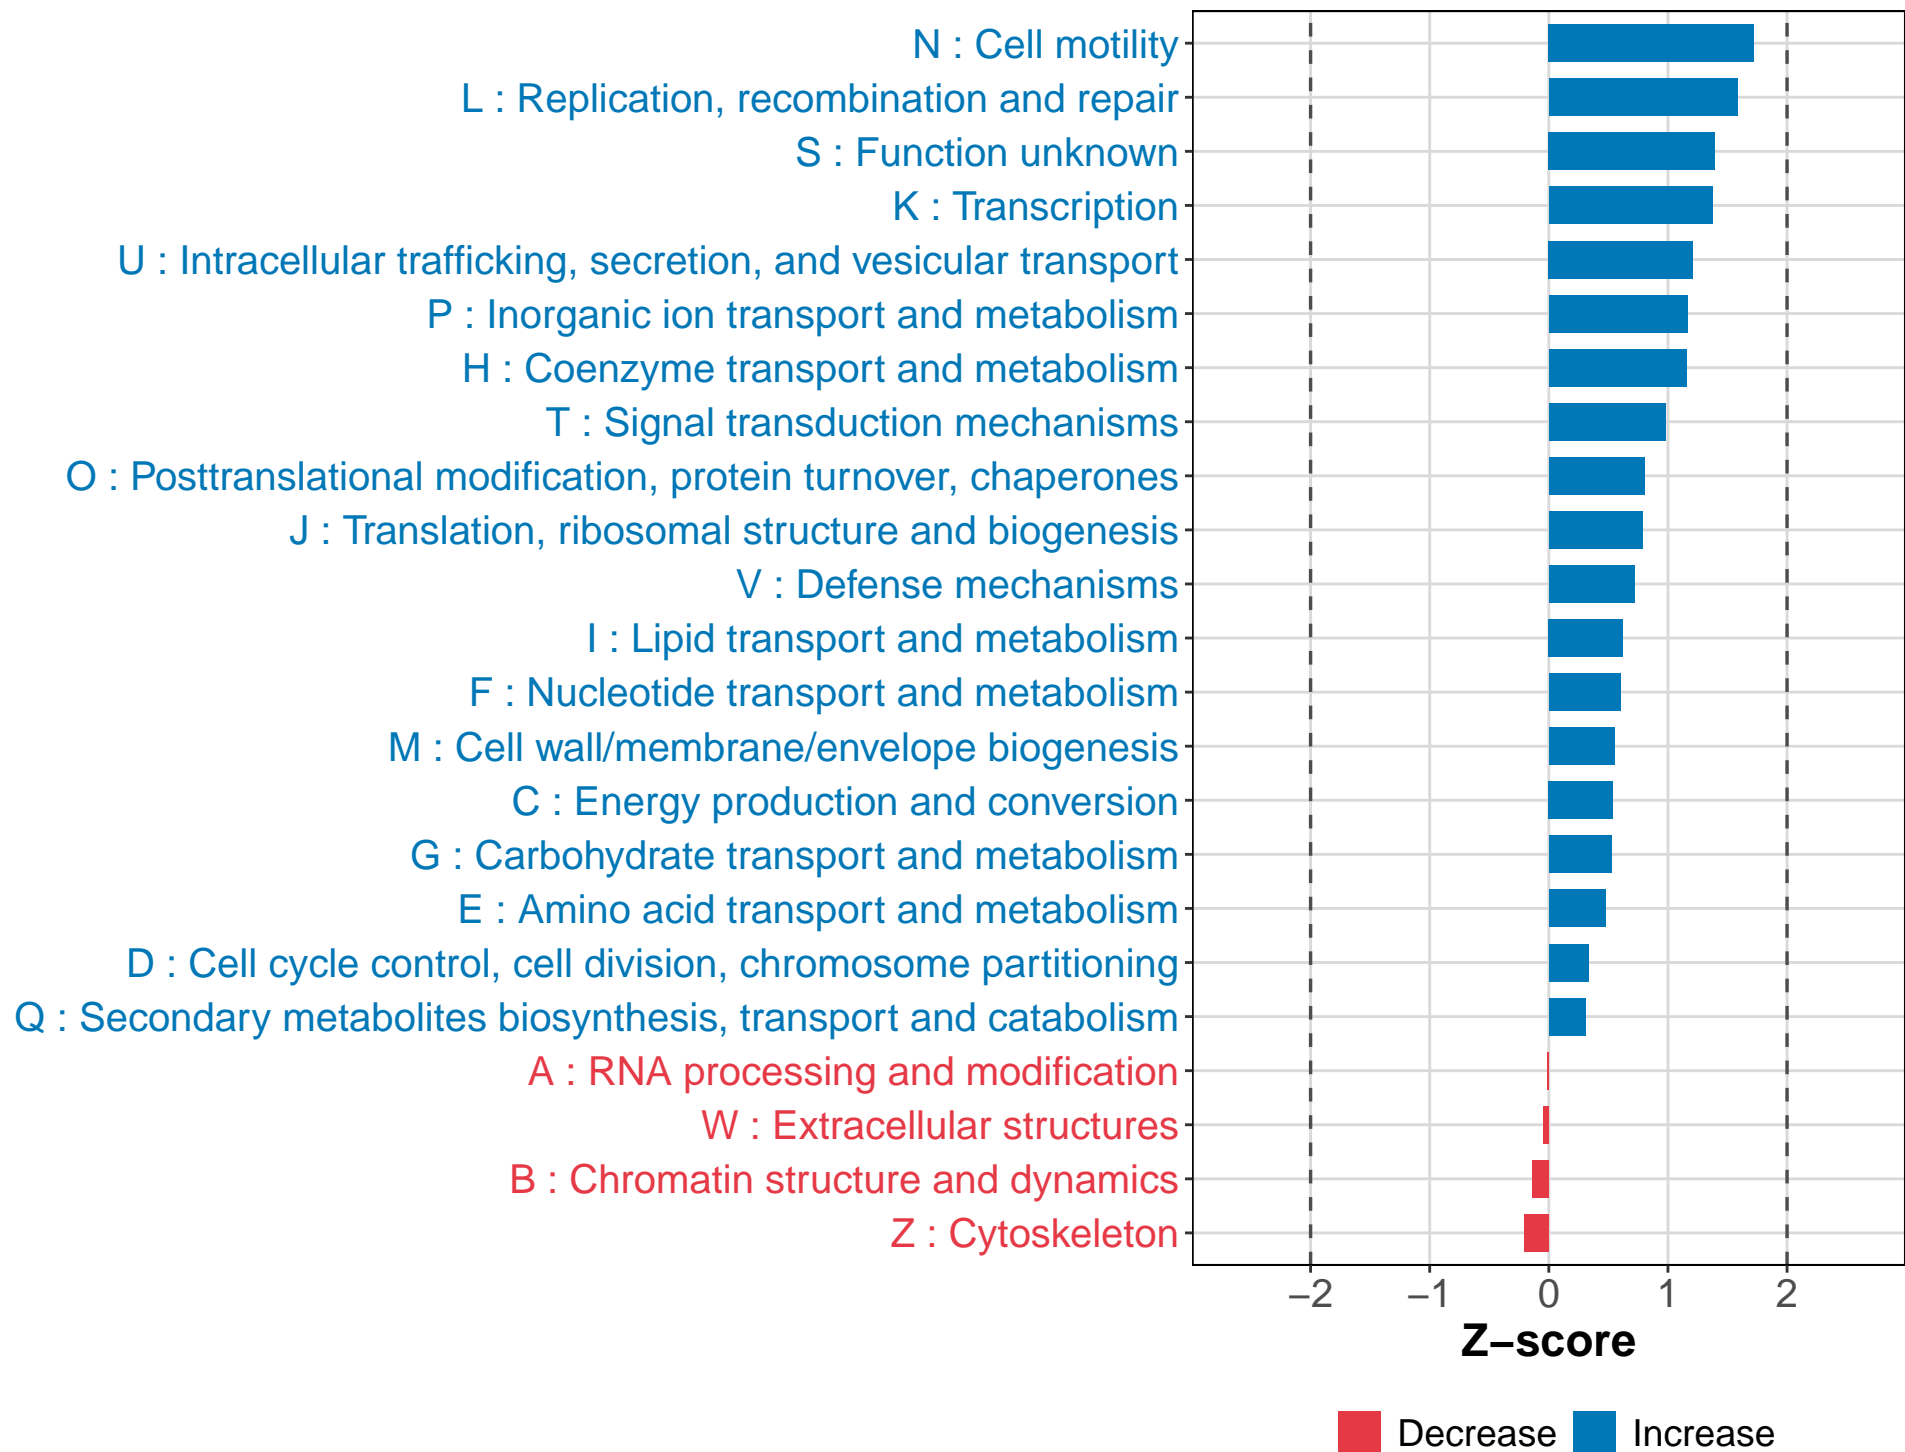 N : Cell motility
L : Replication, recombination and repair
S : Function unknown
K : Transcription
U : Intracellular trafficking, secretion, and vesicular transport
P : Inorganic ion transport and metabolism
H : Coenzyme transport and metabolism
T : Signal transduction mechanisms
O : Posttranslational modification, protein turnover, chaperones
J : Translation, ribosomal structure and biogenesis
V : Defense mechanisms
I : Lipid transport and metabolism
F : Nucleotide transport and metabolism
M : Cell wall/membrane/envelope biogenesis
C : Energy production and conversion
G : Carbohydrate transport and metabolism
E : Amino acid transport and metabolism
D : Cell cycle control, cell division, chromosome partitioning
Q : Secondary metabolites biosynthesis, transport and catabolism
A : RNA processing and modification
W : Extracellular structures
B : Chromatin structure and dynamics
Z : Cytoskeleton
−2 −1 0 1 2
Z−score
Decrease Increase